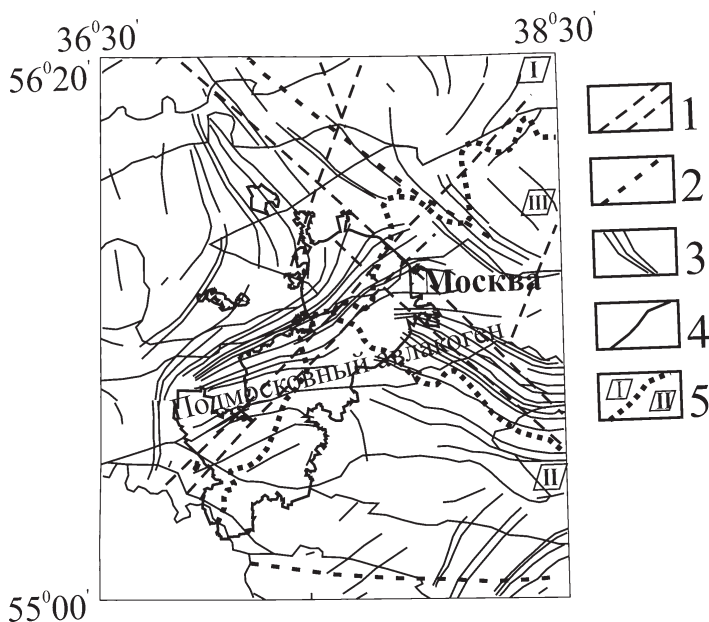 36°30' 38°30'
56°20'
I
1
2
III
3
Москва
4
Подмосковный авлакоген
I II 5
II
55°00'